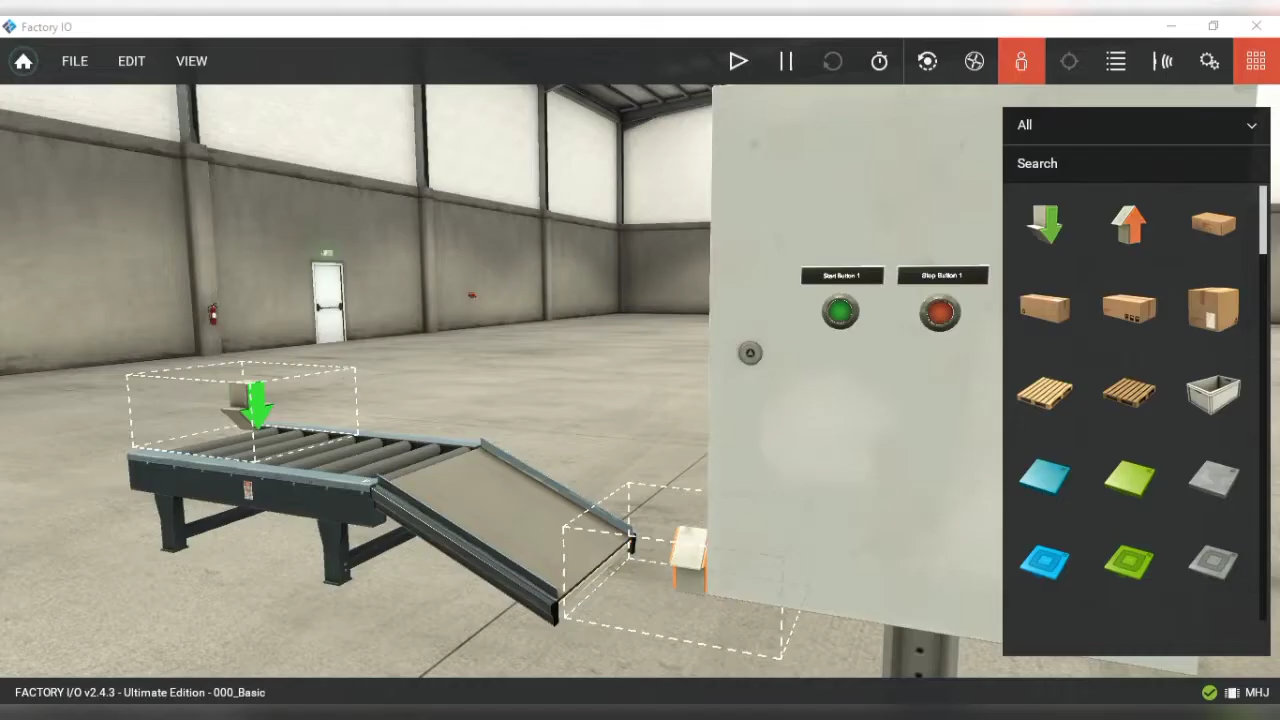 Factory IO
FILE EDIT VIEW
All
Search
Start Button 1 Stop Button 1
FACTORY I/O v2.4.3 - Ultimate Edition - 000_Basic
MHJ